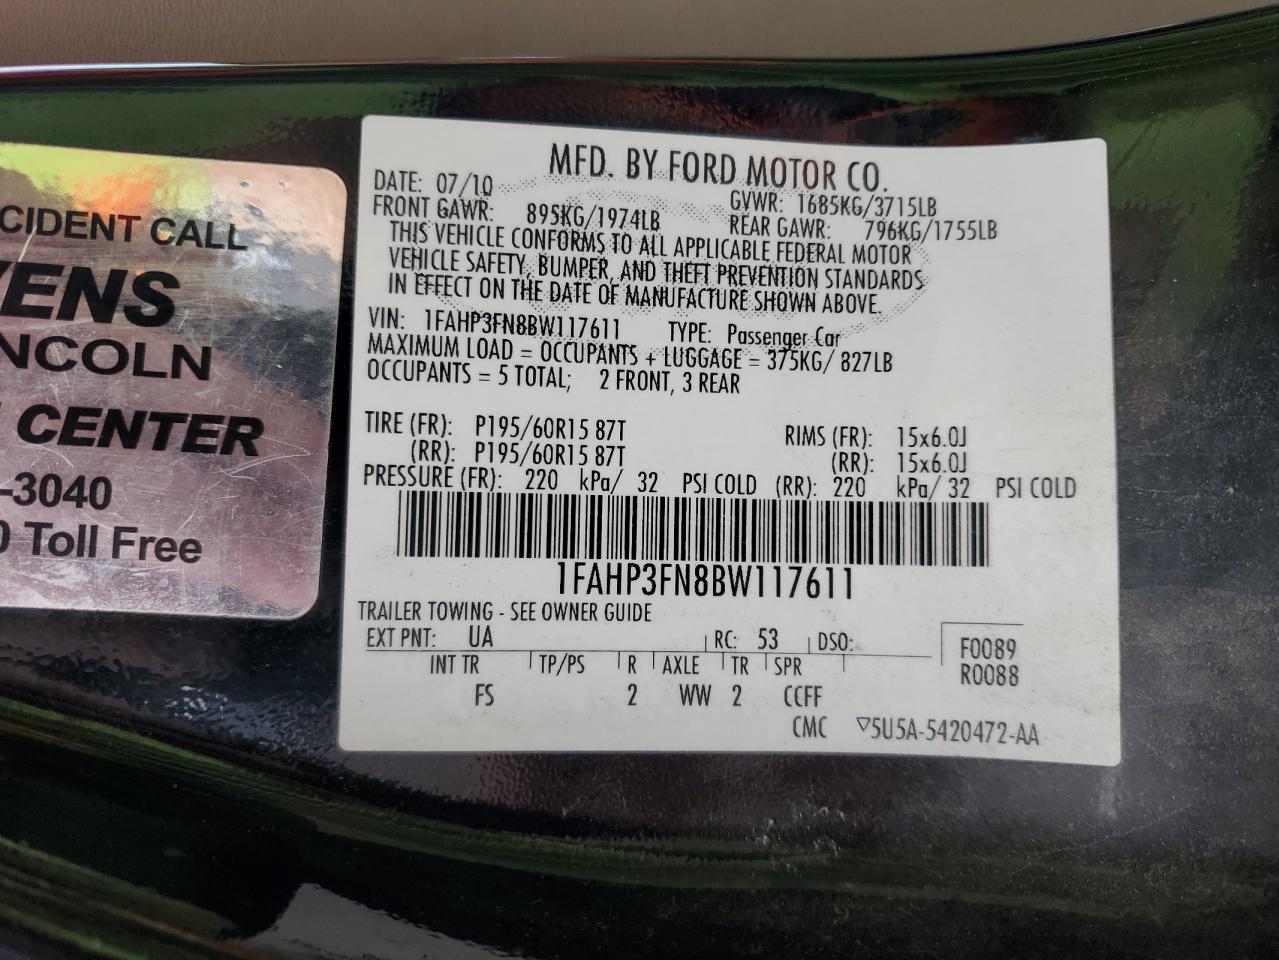 CIDENT CALL
ENS
NCOLN
CENTER
-3040
0 Toll Free
MFD. BY FORD MOTOR CO.
DATE: 07/10 GVWR: 1685KG/3715LB
FRONT GAWR: 895KG/1974LB REAR GAWR: 796KG/1755LB
THIS VEHICLE CONFORMS TO ALL APPLICABLE FEDERAL MOTOR
VEHICLE SAFETY, BUMPER, AND THEFT PREVENTION STANDARDS
IN EFFECT ON THE DATE OF MANUFACTURE SHOWN ABOVE.
VIN: 1FAHP3FN8BW117611 TYPE: Passenger Car
MAXIMUM LOAD = OCCUPANTS + LUGGAGE = 375KG/ 827LB
OCCUPANTS = 5 TOTAL; 2 FRONT, 3 REAR
TIRE (FR): P195/60R15 87T RIMS (FR): 15x6.0J
(RR): P195/60R15 87T (RR): 15x6.0J
PRESSURE (FR): 220 kPa/ 32 PSI COLD (RR): 220 kPa/ 32 PSI COLD
1FAHP3FN8BW117611
TRAILER TOWING - SEE OWNER GUIDE
EXT PNT: UA RC: 53 DSO: F0089
INT TR TP/PS R AXLE TR SPR R0088
FS 2 WW 2 CCFF
CMC ▽5U5A-5420472-AA